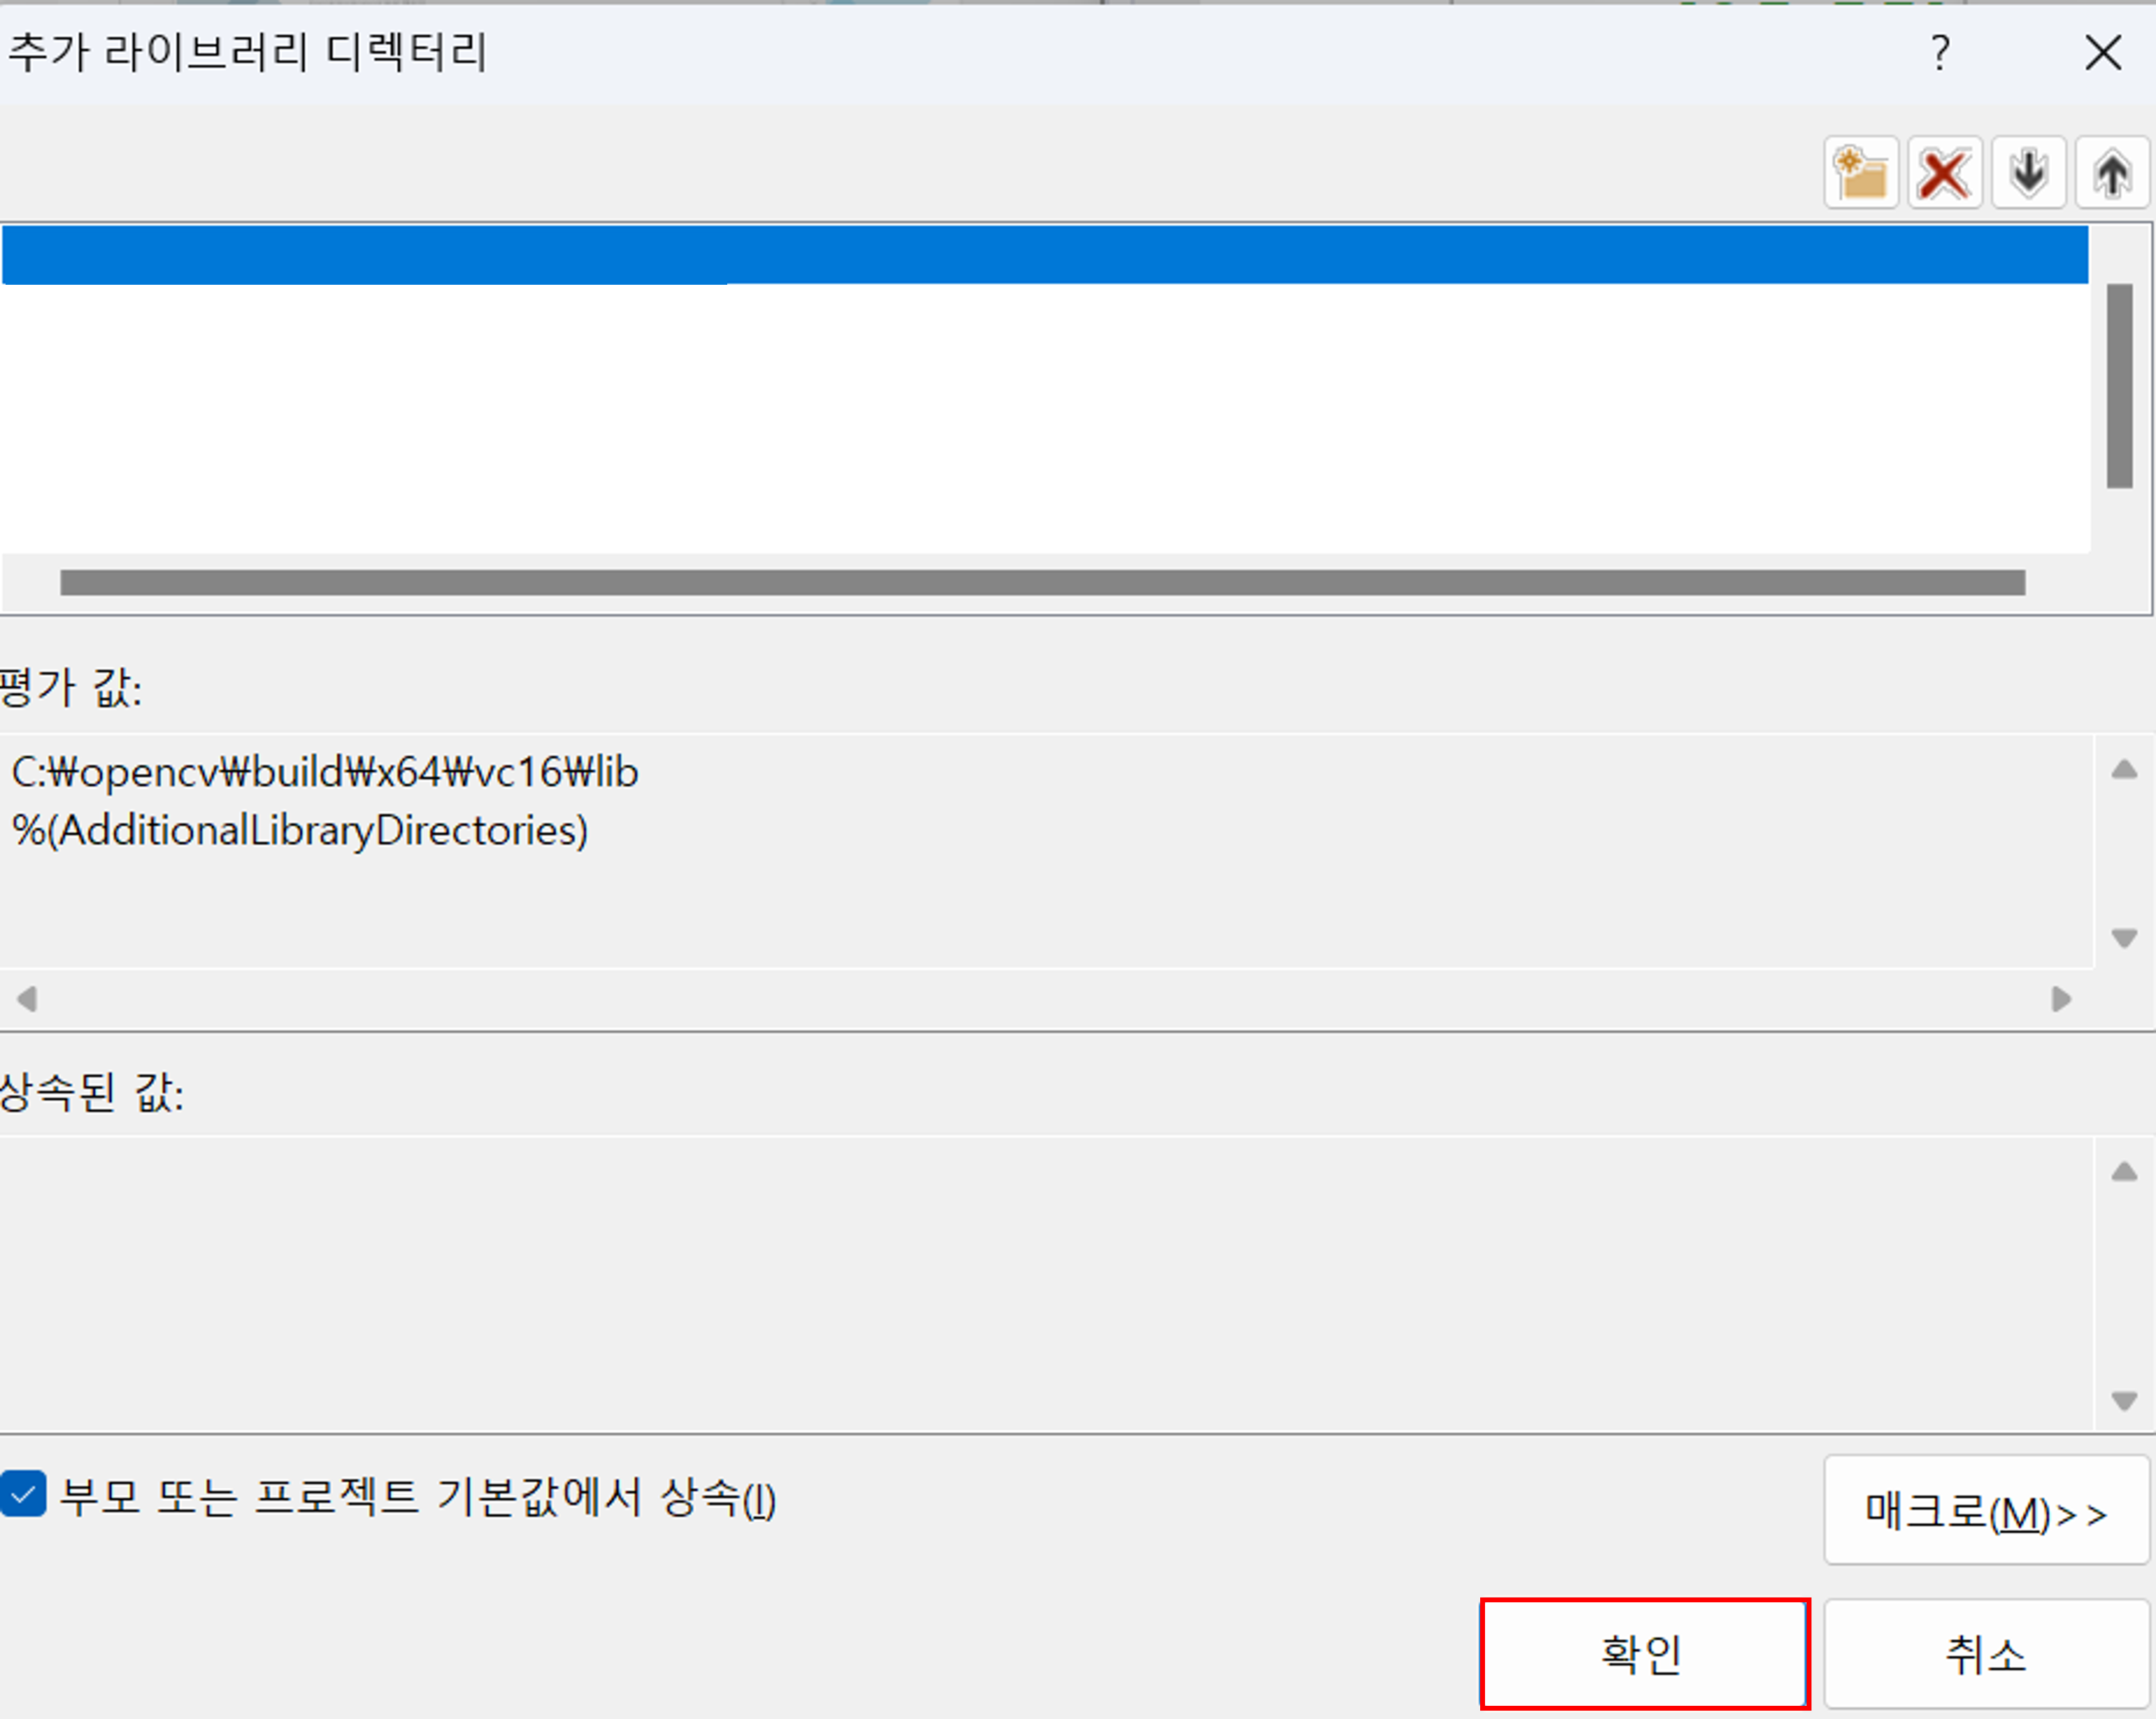 추가 라이브러리 디렉터리
?
평가 값:
C:₩opencv₩build₩x64₩vc16₩lib
%(AdditionalLibraryDirectories)
상속된 값:
부모 또는 프로젝트 기본값에서 상속(I)
매크로(M)>>
확인
취소